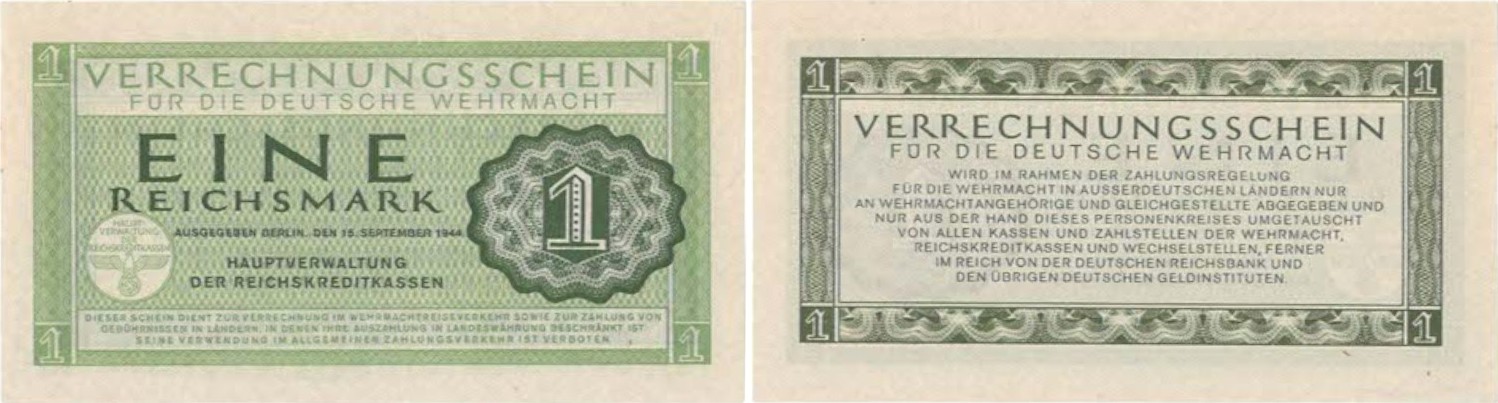 1
1
VERRECHNUNGSSCHEIN
FÜR DIE DEUTSCHE WEHRMACHT
EINE
REICHSMARK
1
HAUPT-
VERWALTUNG
DER
REICHSKREDITKASSEN
AUSGEGEBEN BERLIN, DEN 15. SEPTEMBER 1944
HAUPTVERWALTUNG
DER REICHSKREDITKASSEN
DIESER SCHEIN DIENT ZUR VERRECHNUNG IM WEHRMACHTREISEVERKEHR SOWIE ZUR ZAHLUNG VON
GEBÜHRNISSEN IN LÄNDERN, IN DENEN IHRE AUSZAHLUNG IN LANDESWÄHRUNG BESCHRÄNKT IST.
SEINE VERWENDUNG IM ALLGEMEINEN ZAHLUNGSVERKEHR IST VERBOTEN
1
1
1
1
VERRECHNUNGSSCHEIN
FÜR DIE DEUTSCHE WEHRMACHT
WIRD IM RAHMEN DER ZAHLUNGSREGELUNG
FÜR DIE WEHRMACHT IN AUSSERDEUTSCHEN LÄNDERN NUR
AN WEHRMACHTANGEHÖRIGE UND GLEICHGESTELLTE ABGEGEBEN UND
NUR AUS DER HAND DIESES PERSONENKREISES UMGETAUSCHT
VON ALLEN KASSEN UND ZAHLSTELLEN DER WEHRMACHT,
REICHSKREDITKASSEN UND WECHSELSTELLEN, FERNER
IM REICH VON DER DEUTSCHEN REICHSBANK UND
DEN ÜBRIGEN DEUTSCHEN GELDINSTITUTEN.
1
1